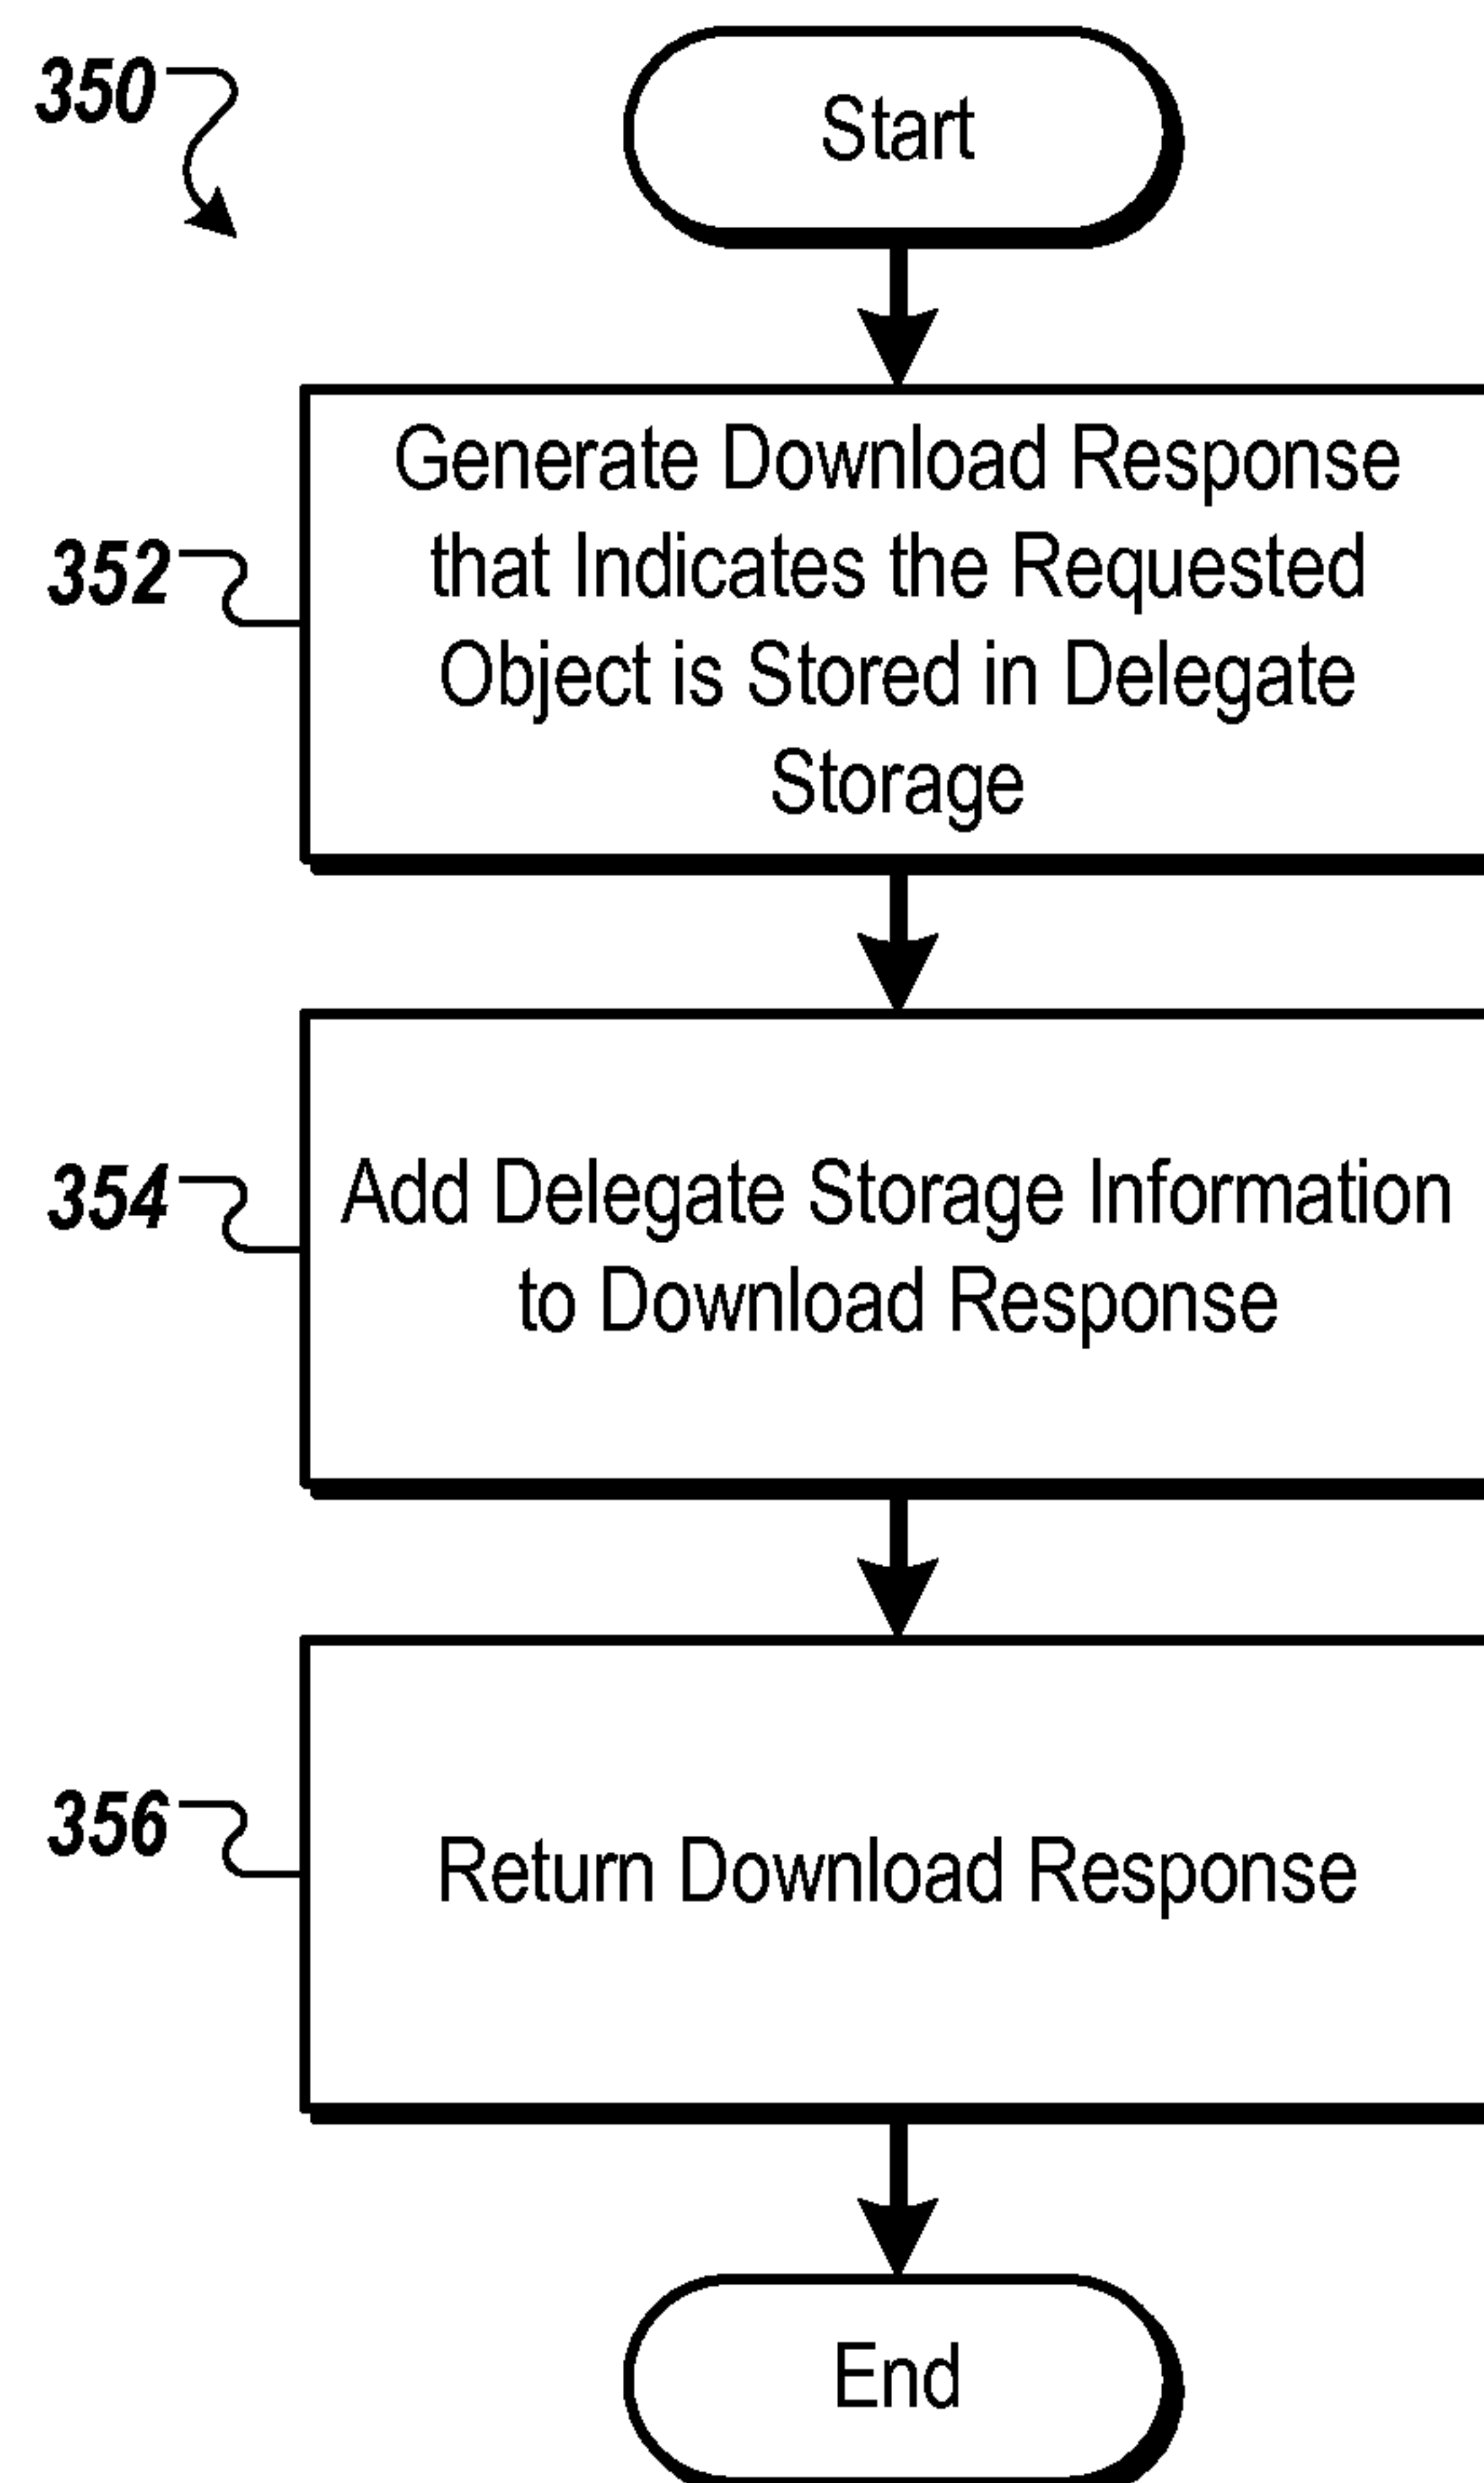 350
Start
352
Generate Download Response
that Indicates the Requested
Object is Stored in Delegate
Storage
354
Add Delegate Storage Information
to Download Response
356
Return Download Response
End